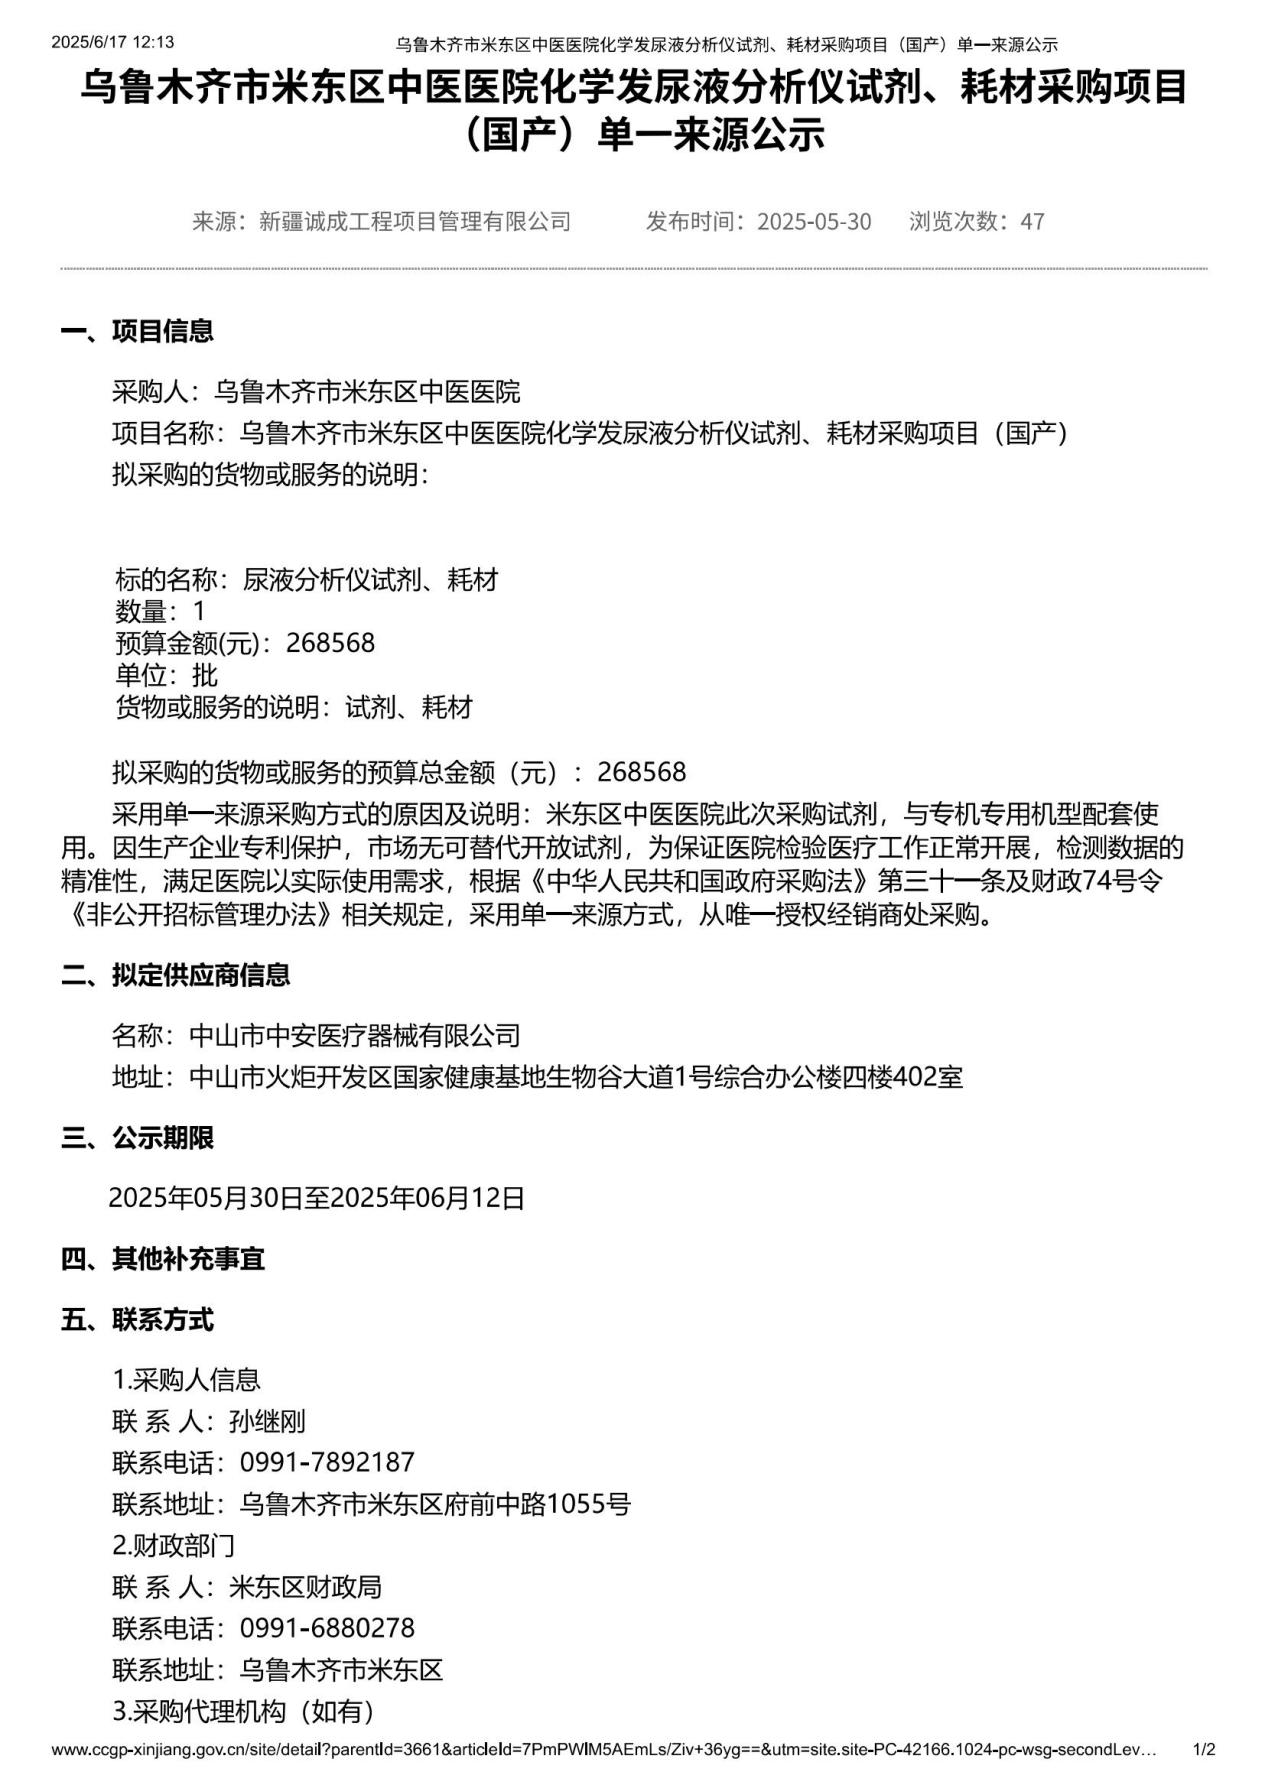 2025/6/17 12:13
乌鲁木齐市米东区中医医院化学发尿液分析仪试剂、耗材采购项目（国产）单一来源公示
乌鲁木齐市米东区中医医院化学发尿液分析仪试剂、耗材采购项目
（国产）单一来源公示
来源：新疆诚成工程项目管理有限公司 发布时间：2025-05-30 浏览次数：47
一、项目信息
采购人：乌鲁木齐市米东区中医医院
项目名称：乌鲁木齐市米东区中医医院化学发尿液分析仪试剂、耗材采购项目（国产）
拟采购的货物或服务的说明：
标的名称：尿液分析仪试剂、耗材
数量：1
预算金额(元)：268568
单位：批
货物或服务的说明：试剂、耗材
拟采购的货物或服务的预算总金额（元）：268568
采用单一来源采购方式的原因及说明：米东区中医医院此次采购试剂，与专机专用机型配套使
用。因生产企业专利保护，市场无可替代开放试剂，为保证医院检验医疗工作正常开展，检测数据的
精准性，满足医院以实际使用需求，根据《中华人民共和国政府采购法》第三十一条及财政74号令
《非公开招标管理办法》相关规定，采用单一来源方式，从唯一授权经销商处采购。
二、拟定供应商信息
名称：中山市中安医疗器械有限公司
地址：中山市火炬开发区国家健康基地生物谷大道1号综合办公楼四楼402室
三、公示期限
2025年05月30日至2025年06月12日
四、其他补充事宜
五、联系方式
1.采购人信息
联 系 人：孙继刚
联系电话：0991-7892187
联系地址：乌鲁木齐市米东区府前中路1055号
2.财政部门
联 系 人：米东区财政局
联系电话：0991-6880278
联系地址：乌鲁木齐市米东区
3.采购代理机构（如有）
www.ccgp-xinjiang.gov.cn/site/detail?parentId=3661&articleId=7PmPWlM5AEmLs/Ziv+36yg==&utm=site.site-PC-42166.1024-pc-wsg-secondLev… 1/2